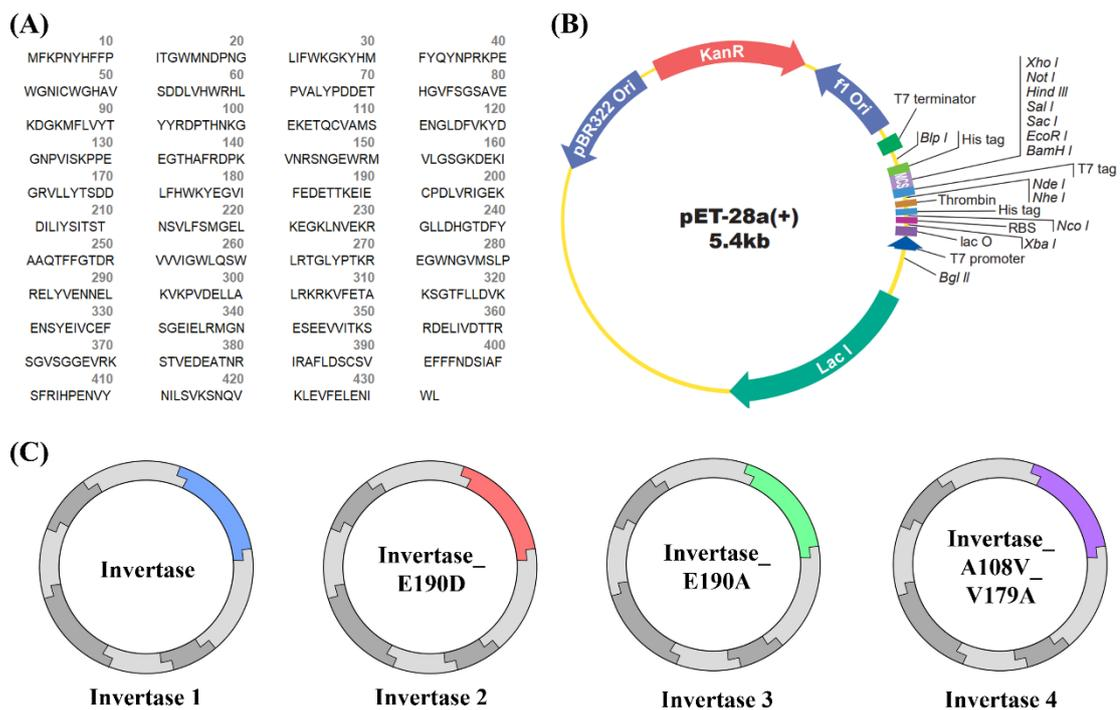 (A)
10 20 30 40
MFKPNYHFFP ITGWMNDPNG LIFWKGKYHM FYQYNPRKPE
50 60 70 80
WGNICWGHAV SDDLVHWRHL PVALYPDDET HGVFSGSAVE
90 100 110 120
KDGKMFLVYT YYRDPTHNKG EKETQCVAMS ENGLDFVKYD
130 140 150 160
GNPVISKPPE EGTHAFRDPK VNRSNGEWRM VLGSGKDEKI
170 180 190 200
GRVLLYTSDD LFHWKYEGVI FEDETTKEIE CPDLVRIGEK
210 220 230 240
DILIYSITST NSVLFSMGEL KEGKLNVEKR GLLDHGTDFY
250 260 270 280
AAQTFFGTDR VVVIGWLQSW LRTGLYPTKR EGWNGVMSLP
290 300 310 320
RELYVENNEL KVKPVDELLA LRKRKVFETA KSGTFLLDVK
330 340 350 360
ENSYEIVCEF SGEIELRMGN ESEEVVITKS RDELIVDTTR
370 380 390 400
SGVSGGEVRK STVEDEATNR IRAFLDSCSV EFFFNDSIAF
410 420 430
SFRIHPENVY NILSVKSNQV KLEVFELENI WL
(B)
KanR
pBR322 Ori
f1 Ori
T7 terminator
Blp I
His tag
Xho I
Not I
Hind III
Sal I
Sac I
EcoR I
BamH I
MCS
T7 tag
Nde I
Nhe I
Thrombin
His tag
Nco I
RBS
Xba I
lac O
T7 promoter
Bgl II
Lac I
pET-28a(+)
5.4kb
(C)
Invertase
Invertase 1
Invertase_
E190D
Invertase 2
Invertase_
E190A
Invertase 3
Invertase_
A108V_
V179A
Invertase 4